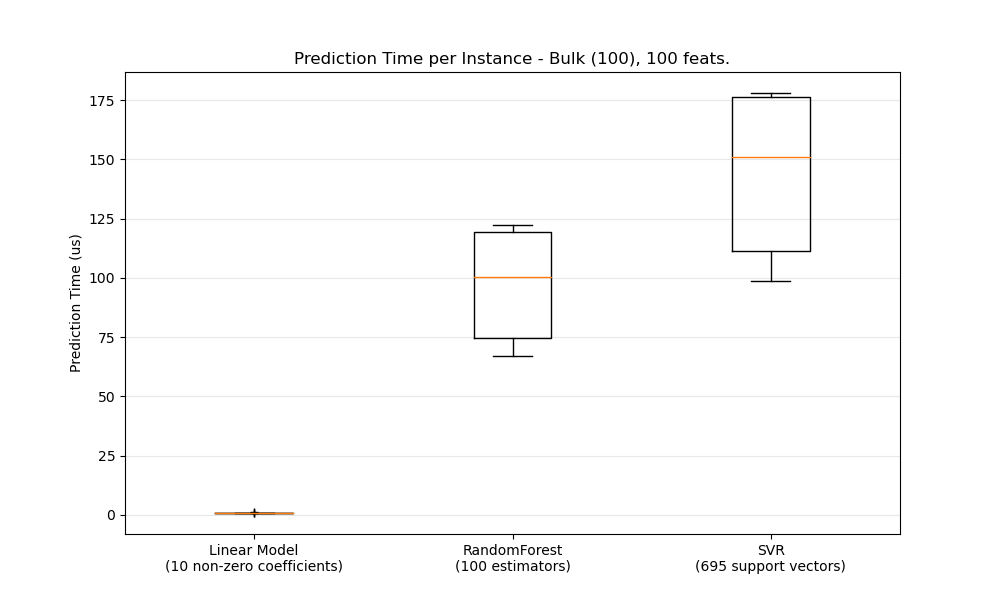 Prediction Time per Instance - Bulk (100), 100 feats.
175
150
125
100
75
50
25
0
Prediction Time (us)
Linear Model
(10 non-zero coefficients)
RandomForest
(100 estimators)
SVR
(695 support vectors)